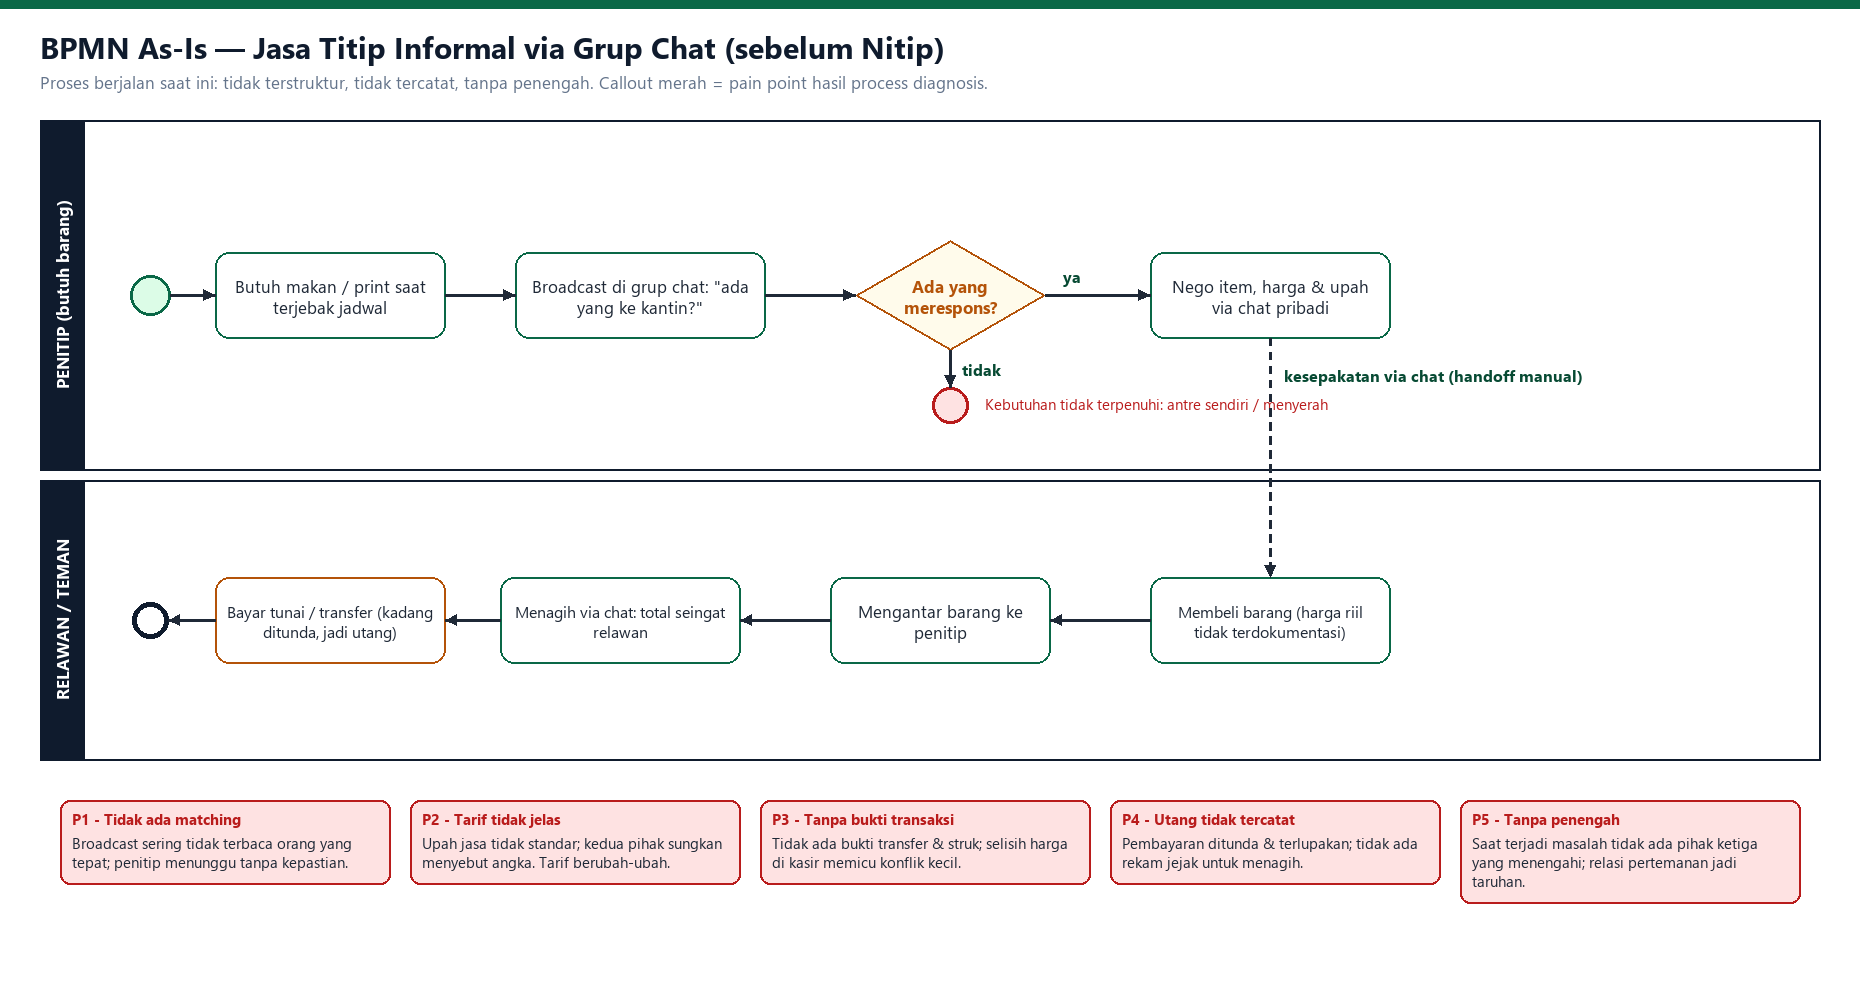 BPMN As-Is — Jasa Titip Informal via Grup Chat (sebelum Nitip)
Proses berjalan saat ini: tidak terstruktur, tidak tercatat, tanpa penengah. Callout merah = pain point hasil process diagnosis.
PENITIP (butuh barang)
Butuh makan / print saat
terjebak jadwal
Broadcast di grup chat: "ada
yang ke kantin?"
Ada yang
merespons?
ya
Nego item, harga & upah
via chat pribadi
tidak
kesepakatan via chat (handoff manual)
Kebutuhan tidak terpenuhi: antre sendiri / menyerah
RELAWAN / TEMAN
Bayar tunai / transfer (kadang
ditunda, jadi utang)
Menagih via chat: total seingat
relawan
Mengantar barang ke
penitip
Membeli barang (harga riil
tidak terdokumentasi)
P1 - Tidak ada matching
Broadcast sering tidak terbaca orang yang
tepat; penitip menunggu tanpa kepastian.
P2 - Tarif tidak jelas
Upah jasa tidak standar; kedua pihak sungkan
menyebut angka. Tarif berubah-ubah.
P3 - Tanpa bukti transaksi
Tidak ada bukti transfer & struk; selisih harga
di kasir memicu konflik kecil.
P4 - Utang tidak tercatat
Pembayaran ditunda & terlupakan; tidak ada
rekam jejak untuk menagih.
P5 - Tanpa penengah
Saat terjadi masalah tidak ada pihak ketiga
yang menengahi; relasi pertemanan jadi
taruhan.